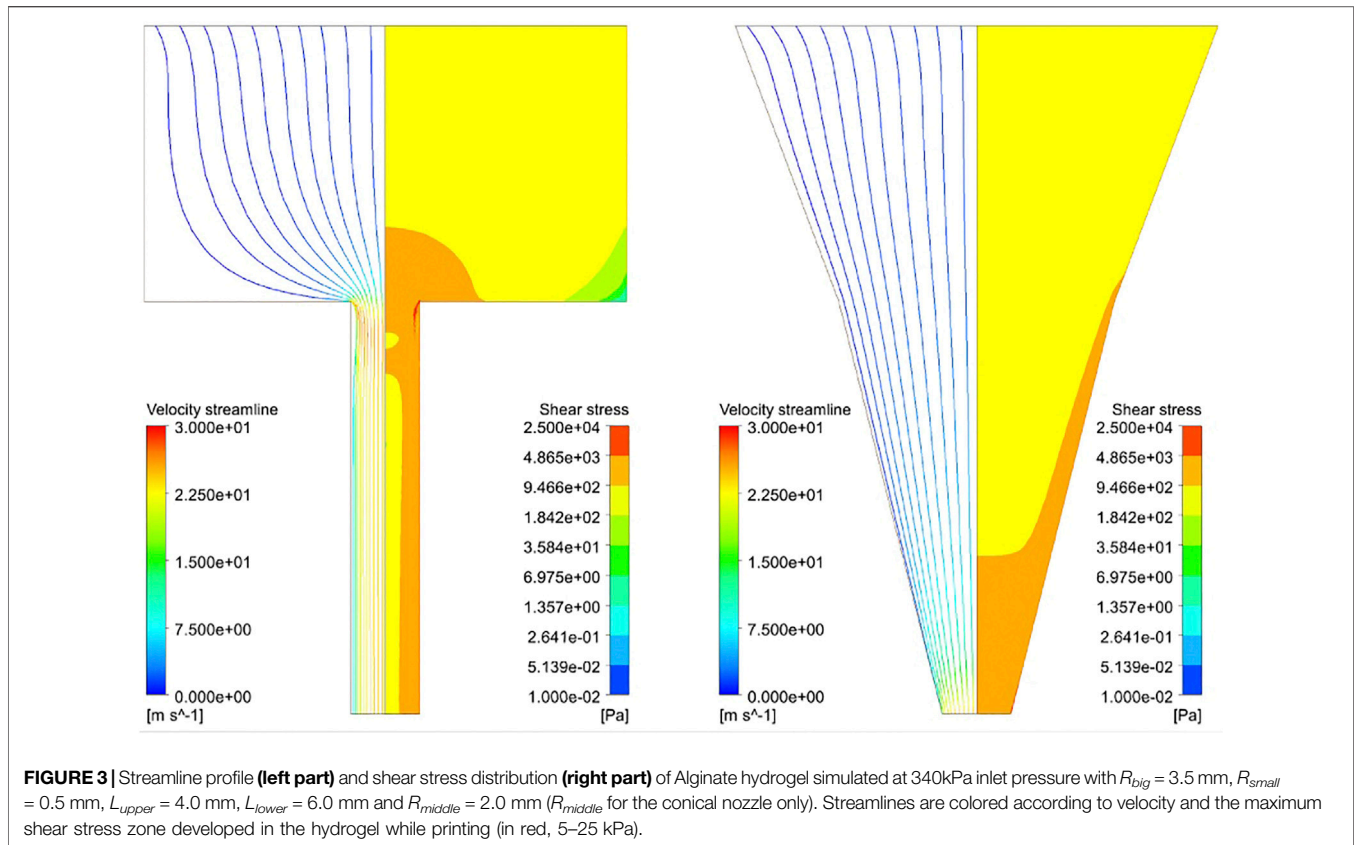 Velocity streamline
3.000e+01
2.250e+01
1.500e+01
7.500e+00
0.000e+00
[m s^-1]
Shear stress
2.500e+04
4.865e+03
9.466e+02
1.842e+02
3.584e+01
6.975e+00
1.357e+00
2.641e-01
5.139e-02
1.000e-02
[Pa]
Velocity streamline
3.000e+01
2.250e+01
1.500e+01
7.500e+00
0.000e+00
[m s^-1]
Shear stress
2.500e+04
4.865e+03
9.466e+02
1.842e+02
3.584e+01
6.975e+00
1.357e+00
2.641e-01
5.139e-02
1.000e-02
[Pa]
FIGURE 3 | Streamline profile (left part) and shear stress distribution (right part) of Alginate hydrogel simulated at 340kPa inlet pressure with R_big = 3.5 mm, R_small
= 0.5 mm, L_upper = 4.0 mm, L_lower = 6.0 mm and R_middle = 2.0 mm (R_middle for the conical nozzle only). Streamlines are colored according to velocity and the maximum
shear stress zone developed in the hydrogel while printing (in red, 5–25 kPa).